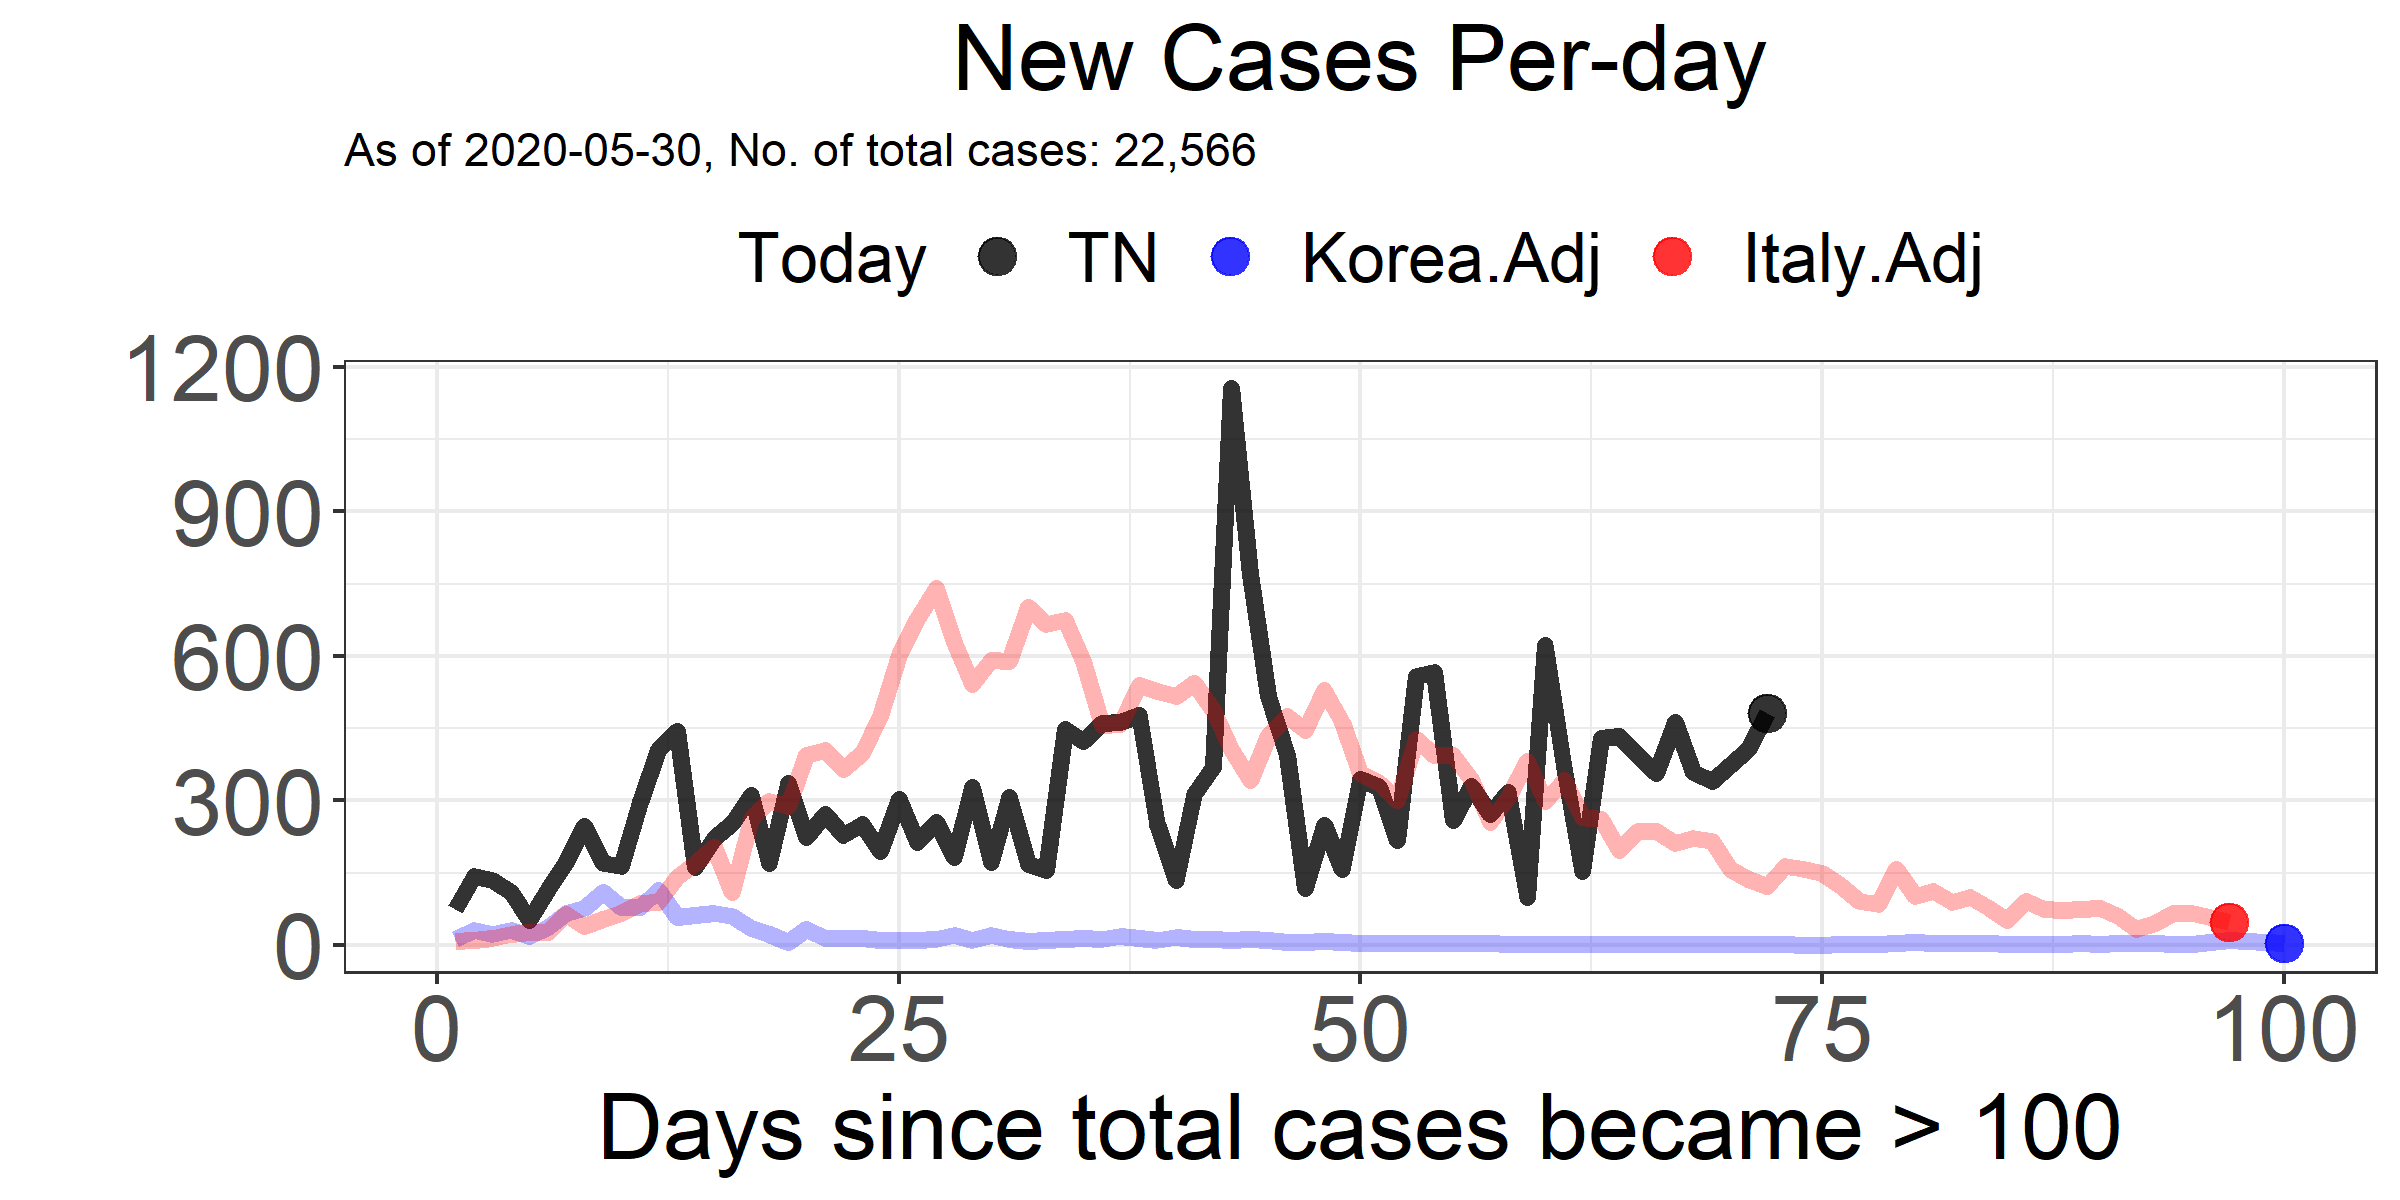 New Cases Per-day
As of 2020-05-30, No. of total cases: 22,566
Today TN Korea.Adj Italy.Adj
1200
900
600
300
0
0 25 50 75 100
Days since total cases became > 100